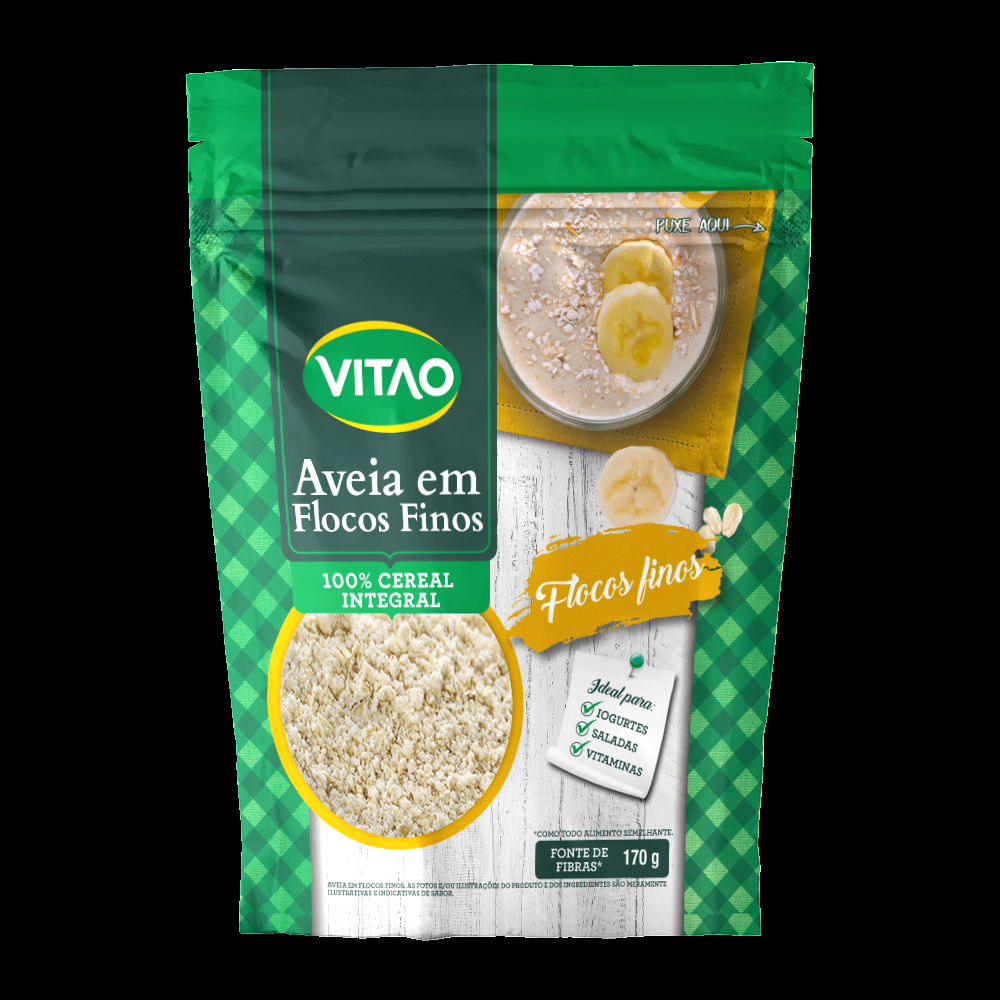 PUXE AQUI
VITAO
Aveia em
Flocos Finos
100% CEREAL
INTEGRAL
Flocos finos
Ideal para:
IOGURTES
SALADAS
VITAMINAS
*COMO TODO ALIMENTO SEMELHANTE.
FONTE DE
FIBRAS*
170 g
AVEIA EM FLOCOS FINOS. AS FOTOS E/OU ILUSTRAÇÕES DO PRODUTO E DOS INGREDIENTES SÃO MERAMENTE
ILUSTRATIVAS E INDICATIVAS DE SABOR.